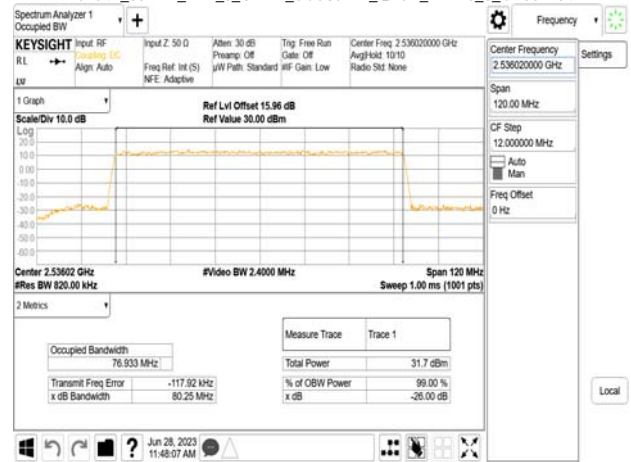 Spectrum Analyzer 1
Occupied BW
Frequency
KEYSIGHT
RL
Input: RF
Coupling: DC
Align: Auto
Input Z: 50 Ω
Freq Ref: Int (S)
NFE: Adaptive
Atten: 30 dB
Preamp: Off
µW Path: Standard
Trig: Free Run
Gate: Off
#IF Gain: Low
Center Freq: 2.536020000 GHz
Avg|Hold: 10/10
Radio Std: None
Center Frequency
2.536020000 GHz
Settings
Span
120.00 MHz
CF Step
12.000000 MHz
Auto
Man
Freq Offset
0 Hz
Local
1 Graph
Scale/Div 10.0 dB
Ref Lvl Offset 15.96 dB
Ref Value 30.00 dBm
Log
20.0
10.0
0.00
-10.0
-20.0
-30.0
-40.0
-50.0
-60.0
Center 2.53602 GHz
#Res BW 820.00 kHz
#Video BW 2.4000 MHz
Span 120 MHz
Sweep 1.00 ms (1001 pts)
2 Metrics
Measure Trace
Trace 1
Occupied Bandwidth
76.933 MHz
Total Power
31.7 dBm
Transmit Freq Error
-117.92 kHz
% of OBW Power
99.00 %
x dB Bandwidth
80.25 MHz
x dB
-26.00 dB
Jun 28, 2023
11:48:07 AM